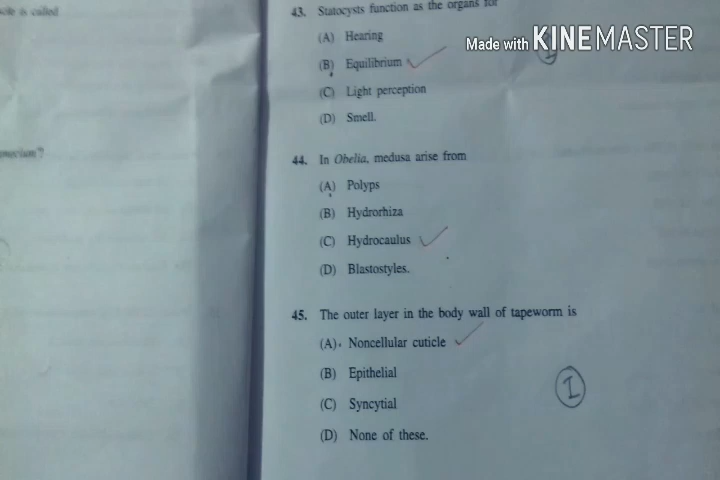 is called
43. Statocysts function as the organs for
(A) Hearing
Made with KINEMASTER
(B) Equilibrium
(C) Light perception
(D) Smell.
44. In Obelia, medusa arise from
(A) Polyps
(B) Hydrorhiza
(C) Hydrocaulus
(D) Blastostyles.
45. The outer layer in the body wall of tapeworm is
(A) Noncellular cuticle
(B) Epithelial
I
(C) Syncytial
(D) None of these.